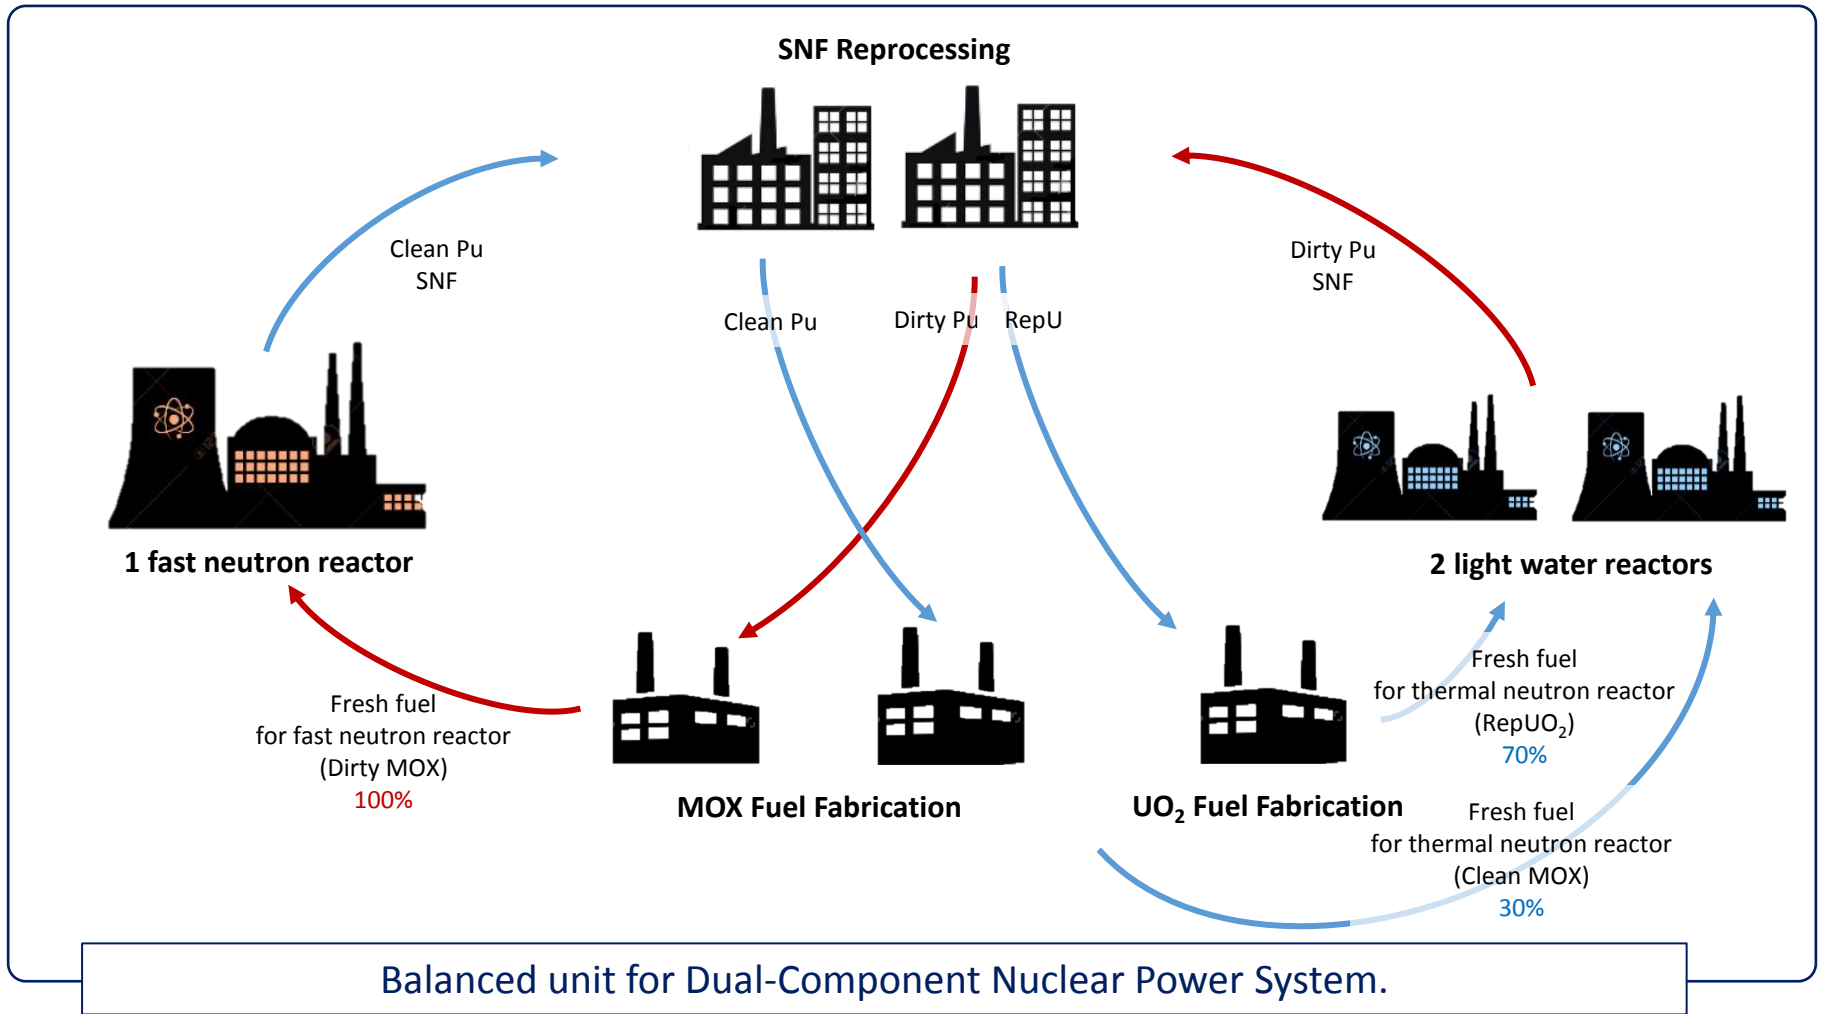 SNF Reprocessing
Clean Pu
SNF
Dirty Pu
SNF
Clean Pu
Dirty Pu
RepU
1 fast neutron reactor
2 light water reactors
Fresh fuel
for fast neutron reactor
(Dirty MOX)
100%
Fresh fuel
for thermal neutron reactor
(RepUO₂)
70%
MOX Fuel Fabrication
UO₂ Fuel Fabrication
Fresh fuel
for thermal neutron reactor
(Clean MOX)
30%
Balanced unit for Dual-Component Nuclear Power System.